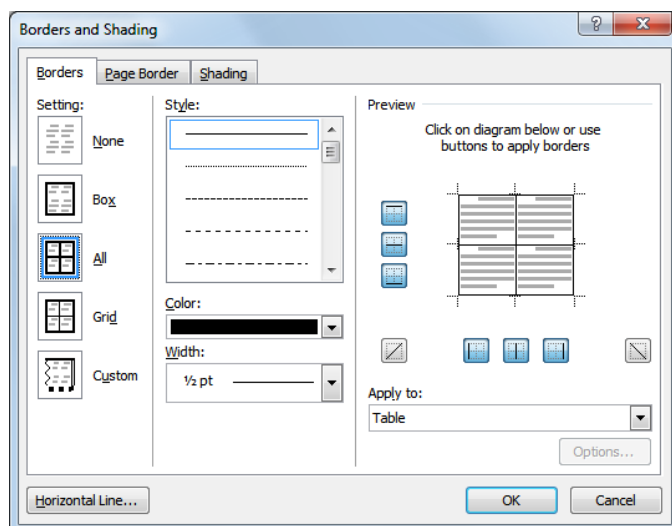 Borders and Shading
Borders
Page Border
Shading
Setting:
None
Box
All
Grid
Custom
Style:
Color:
Width:
½ pt
Preview
Click on diagram below or use
buttons to apply borders
Apply to:
Table
Options...
Horizontal Line...
OK
Cancel